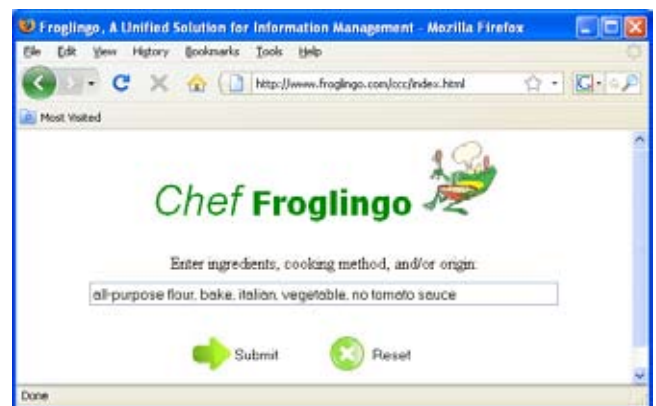 Froglingo, A Unified Solution for Information Management - Mozilla Firefox
File Edit View History Bookmarks Tools Help
http://www.froglingo.com/ccc/index.html
Most Visited
Chef Froglingo
Enter ingredients, cooking method, and/or origin:
all-purpose flour, bake, italian, vegetable, no tomato sauce
Submit Reset
Done